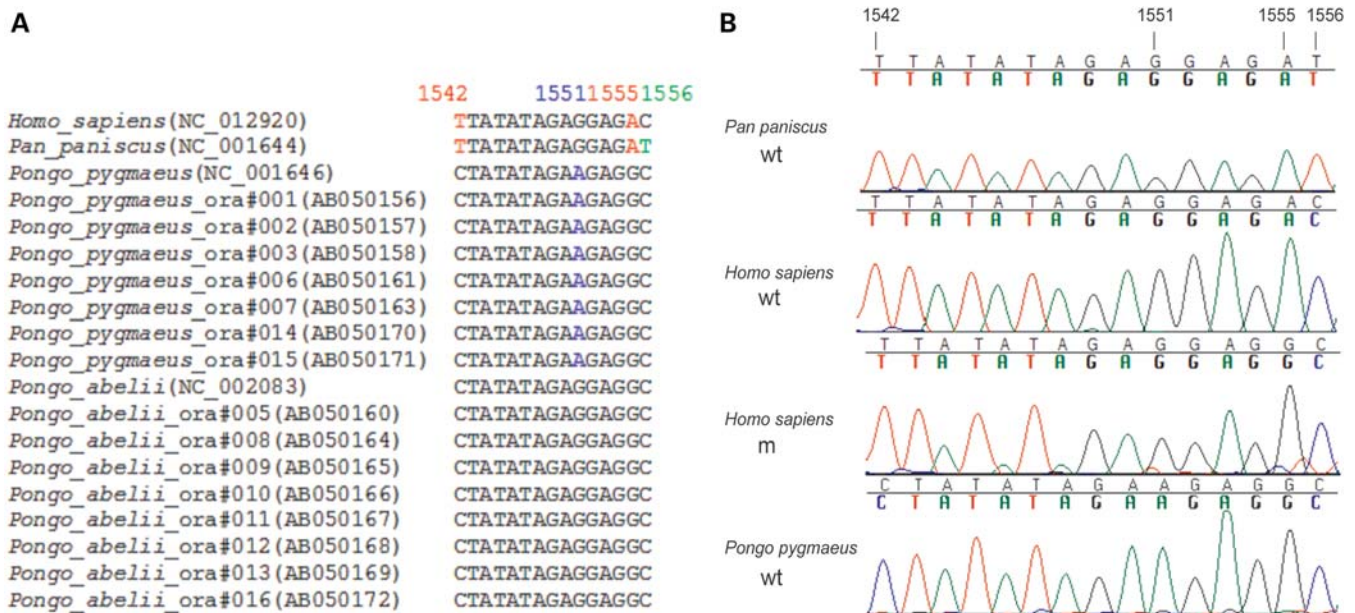 A
1542 1551 1555 1556
Homo_sapiens(NC_012920) TTATATAGAGGAGAC
Pan_paniscus(NC_001644) TTATATAGAGGAGAT
Pongo_pygmaeus(NC_001646) CTATATAGAAGAGGC
Pongo_pygmaeus_ora#001(AB050156) CTATATAGAAGAGGC
Pongo_pygmaeus_ora#002(AB050157) CTATATAGAAGAGGC
Pongo_pygmaeus_ora#003(AB050158) CTATATAGAAGAGGC
Pongo_pygmaeus_ora#006(AB050161) CTATATAGAAGAGGC
Pongo_pygmaeus_ora#007(AB050163) CTATATAGAAGAGGC
Pongo_pygmaeus_ora#014(AB050170) CTATATAGAAGAGGC
Pongo_pygmaeus_ora#015(AB050171) CTATATAGAAGAGGC
Pongo_abelii(NC_002083) CTATATAGAGGAGGC
Pongo_abelii_ora#005(AB050160) CTATATAGAGGAGGC
Pongo_abelii_ora#008(AB050164) CTATATAGAGGAGGC
Pongo_abelii_ora#009(AB050165) CTATATAGAGGAGGC
Pongo_abelii_ora#010(AB050166) CTATATAGAGGAGGC
Pongo_abelii_ora#011(AB050167) CTATATAGAGGAGGC
Pongo_abelii_ora#012(AB050168) CTATATAGAGGAGGC
Pongo_abelii_ora#013(AB050169) CTATATAGAGGAGGC
Pongo_abelii_ora#016(AB050172) CTATATAGAGGAGGC
B
1542 1551 1555 1556
T T A T A T A G A G G A G A T
T T A T A T A G A G G A G A T
Pan paniscus
wt
T T A T A T A G A G G A G A C
T T A T A T A G A G G A G A C
Homo sapiens
wt
T T A T A T A G A G G A G G C
T T A T A T A G A G G A G G C
Homo sapiens
m
C T A T A T A G A A G A G G C
C T A T A T A G A A G A G G C
Pongo pygmaeus
wt